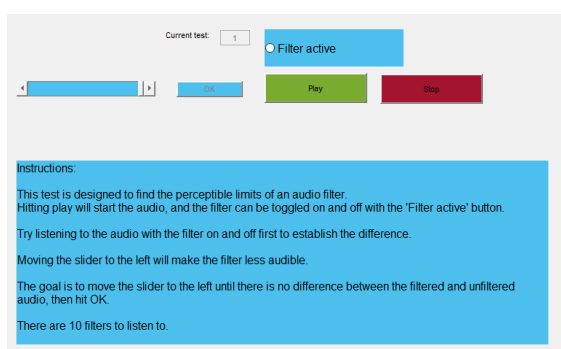 Current test: 1
Filter active
OK
Play
Stop
Instructions:
This test is designed to find the perceptible limits of an audio filter.
Hitting play will start the audio, and the filter can be toggled on and off with the 'Filter active' button.
Try listening to the audio with the filter on and off first to establish the difference.
Moving the slider to the left will make the filter less audible.
The goal is to move the slider to the left until there is no difference between the filtered and unfiltered
audio, then hit OK.
There are 10 filters to listen to.